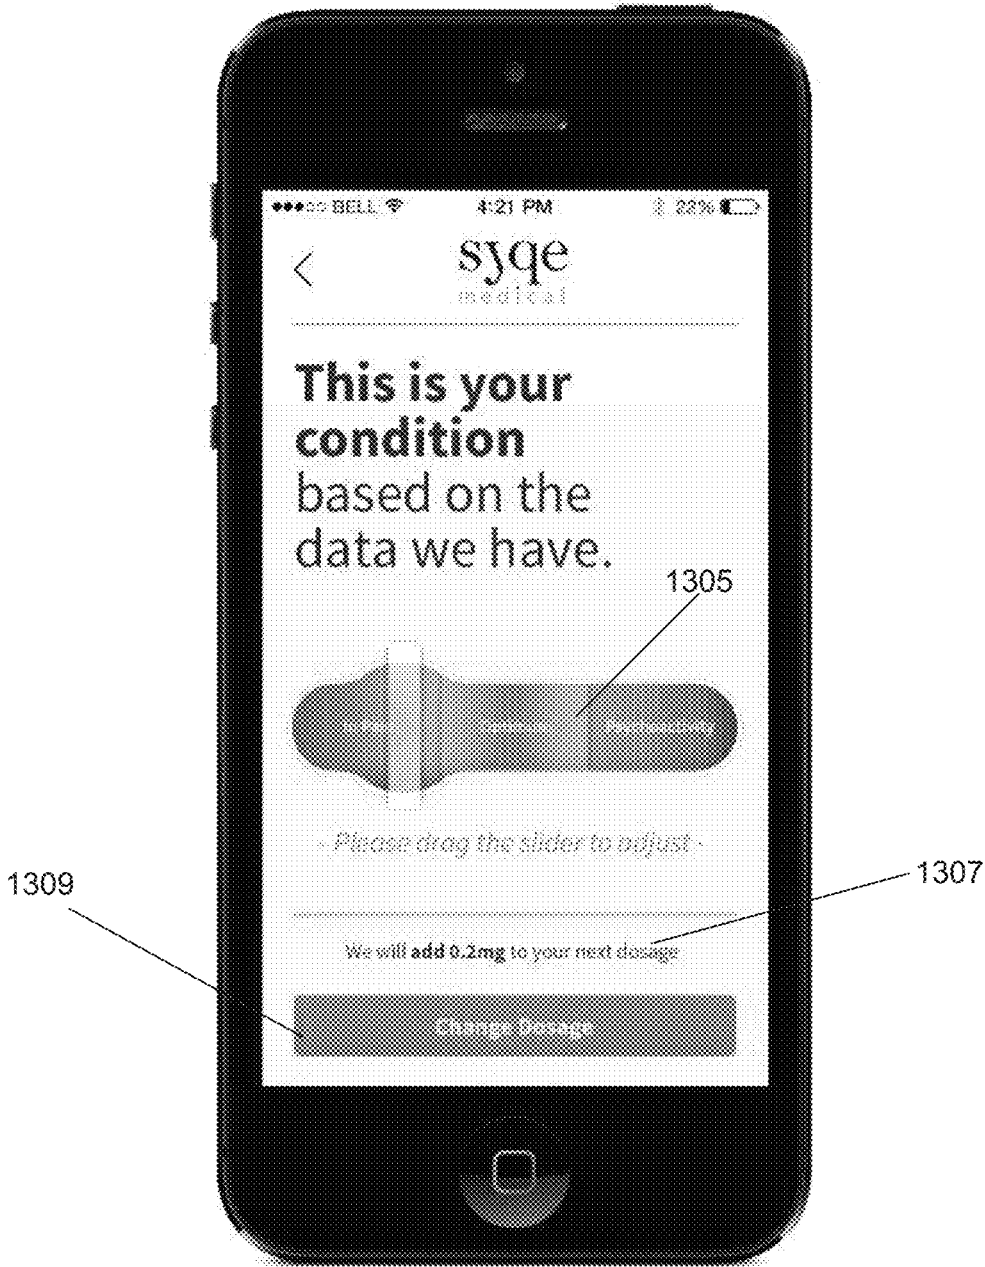 BELL 4:21 PM 22%
syqe
medical
This is your
condition
based on the
data we have.
1305
- Please drag the slider to adjust -
1309
1307
We will add 0.2mg to your next dosage
Change Dosage